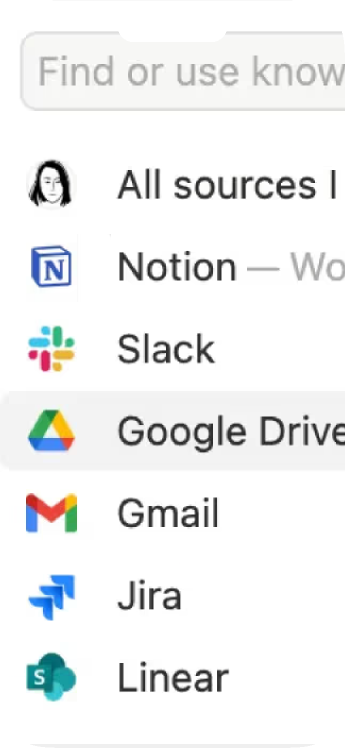 Find or use know
All sources I
Notion — Wo
Slack
Google Drive
Gmail
Jira
Linear